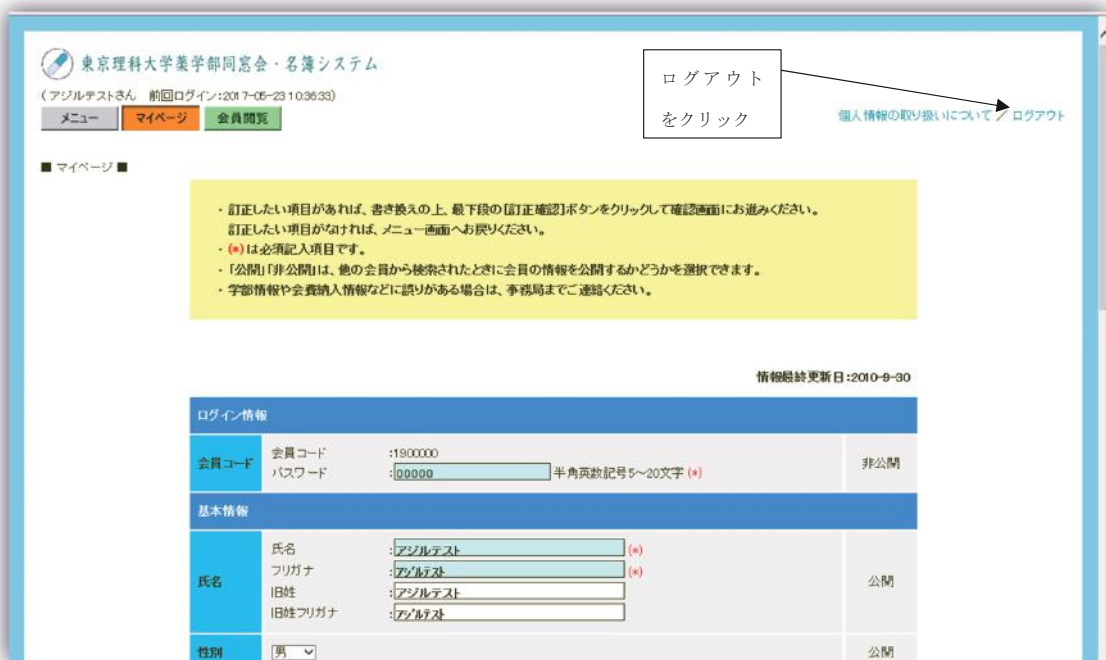 東京理科大学薬学部同窓会・名簿システム
(アジルテストさん 前回ログイン:2017-05-23 10:36:33)
メニュー マイページ 会員閲覧
ログアウト
をクリック
個人情報の取り扱いについて / ログアウト
■ マイページ ■
・訂正したい項目があれば、書き換えの上、最下段の[訂正確認]ボタンをクリックして確認画面にお進みください。
訂正したい項目がなければ、メニュー画面へお戻りください。
・(*)は必須記入項目です。
・「公開」「非公開」は、他の会員から検索されたときに会員の情報を公開するかどうかを選択できます。
・学部情報や会費納入情報などに誤りがある場合は、事務局までご連絡ください。
情報最終更新日:2010-9-30
ログイン情報
会員コード
会員コード :1900000
パスワード :00000 半角英数記号5~20文字 (*)
非公開
基本情報
氏名
氏名 :アジルテスト (*)
フリガナ :アジルテスト (*)
旧姓 :アジルテスト
旧姓フリガナ :アジルテスト
公開
性別 男 公開